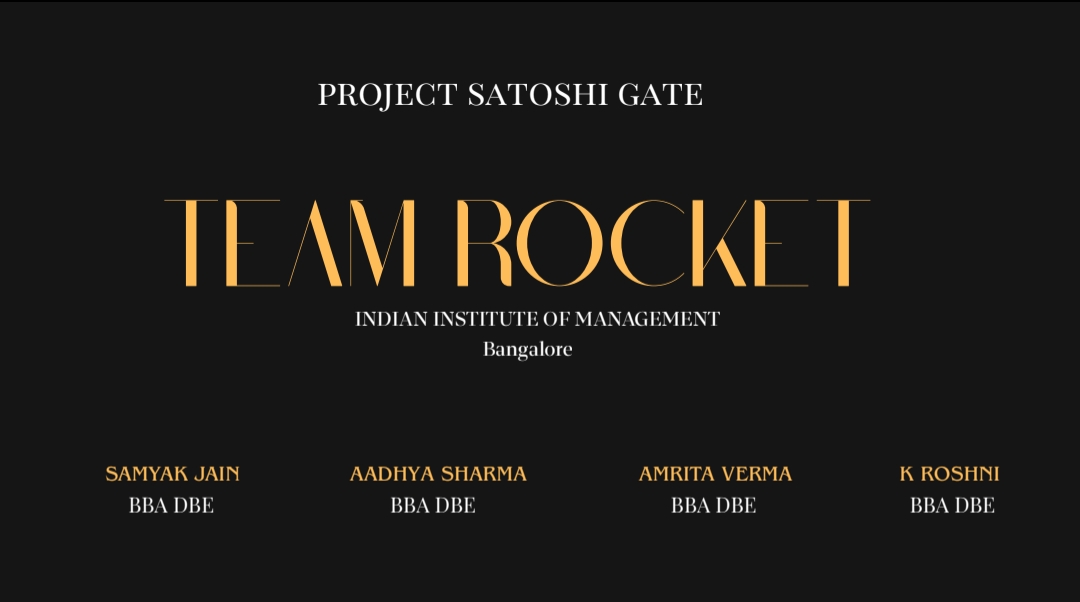 PROJECT SATOSHI GATE
TEAM ROCKET
INDIAN INSTITUTE OF MANAGEMENT
Bangalore
SAMYAK JAIN
BBA DBE
AADHYA SHARMA
BBA DBE
AMRITA VERMA
BBA DBE
K ROSHNI
BBA DBE